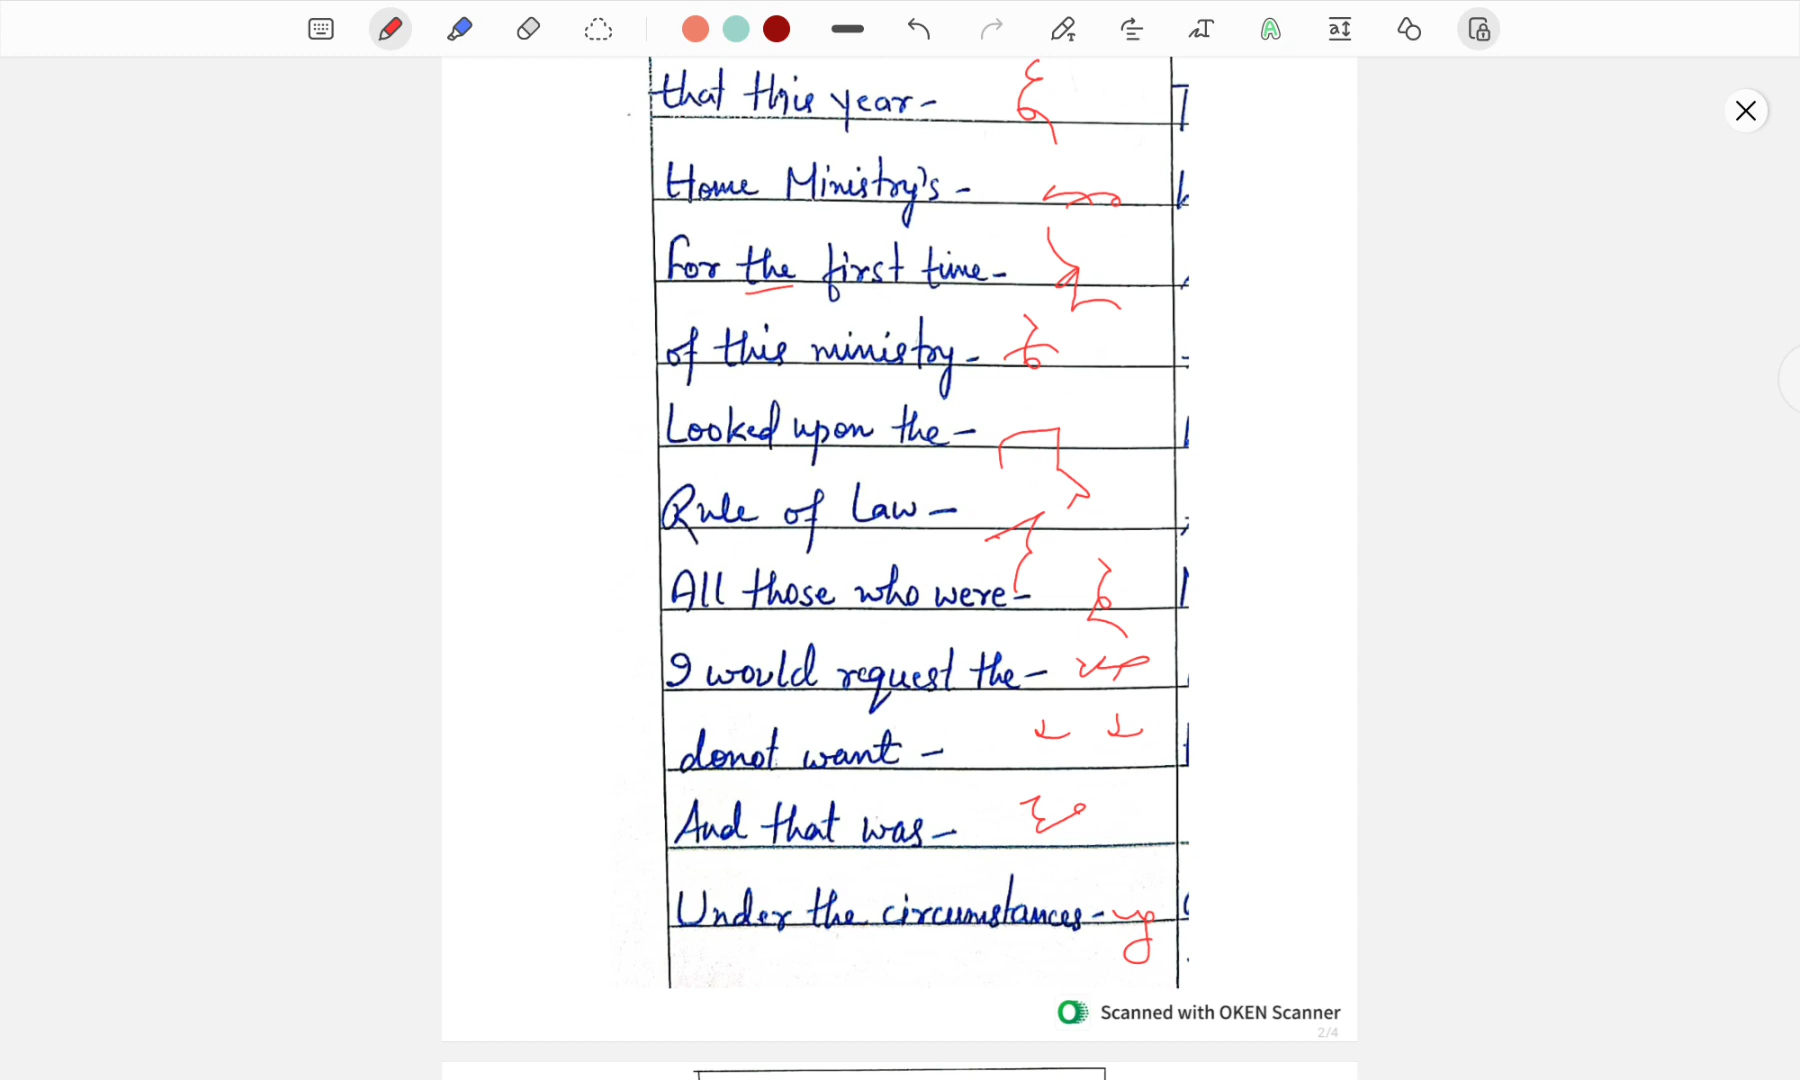 that this year-
Home Ministry's -
For the first time-
of this ministry-
Looked upon the-
Rule of Law-
All those who were-
I would request the-
donot want -
And that was-
Under the circumstances-
Scanned with OKEN Scanner
2/4